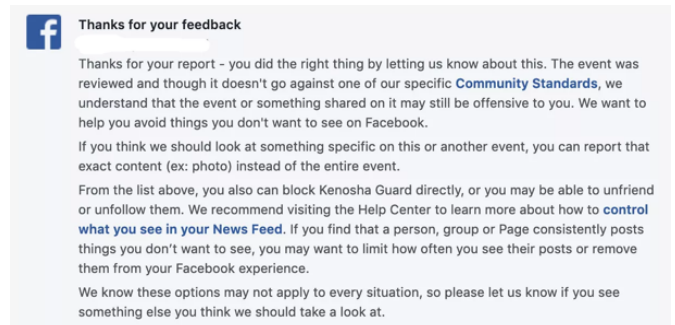 Thanks for your feedback
Thanks for your report - you did the right thing by letting us know about this. The event was
reviewed and though it doesn't go against one of our specific Community Standards, we
understand that the event or something shared on it may still be offensive to you. We want to
help you avoid things you don't want to see on Facebook.
If you think we should look at something specific on this or another event, you can report that
exact content (ex: photo) instead of the entire event.
From the list above, you also can block Kenosha Guard directly, or you may be able to unfriend
or unfollow them. We recommend visiting the Help Center to learn more about how to control
what you see in your News Feed. If you find that a person, group or Page consistently posts
things you don’t want to see, you may want to limit how often you see their posts or remove
them from your Facebook experience.
We know these options may not apply to every situation, so please let us know if you see
something else you think we should take a look at.